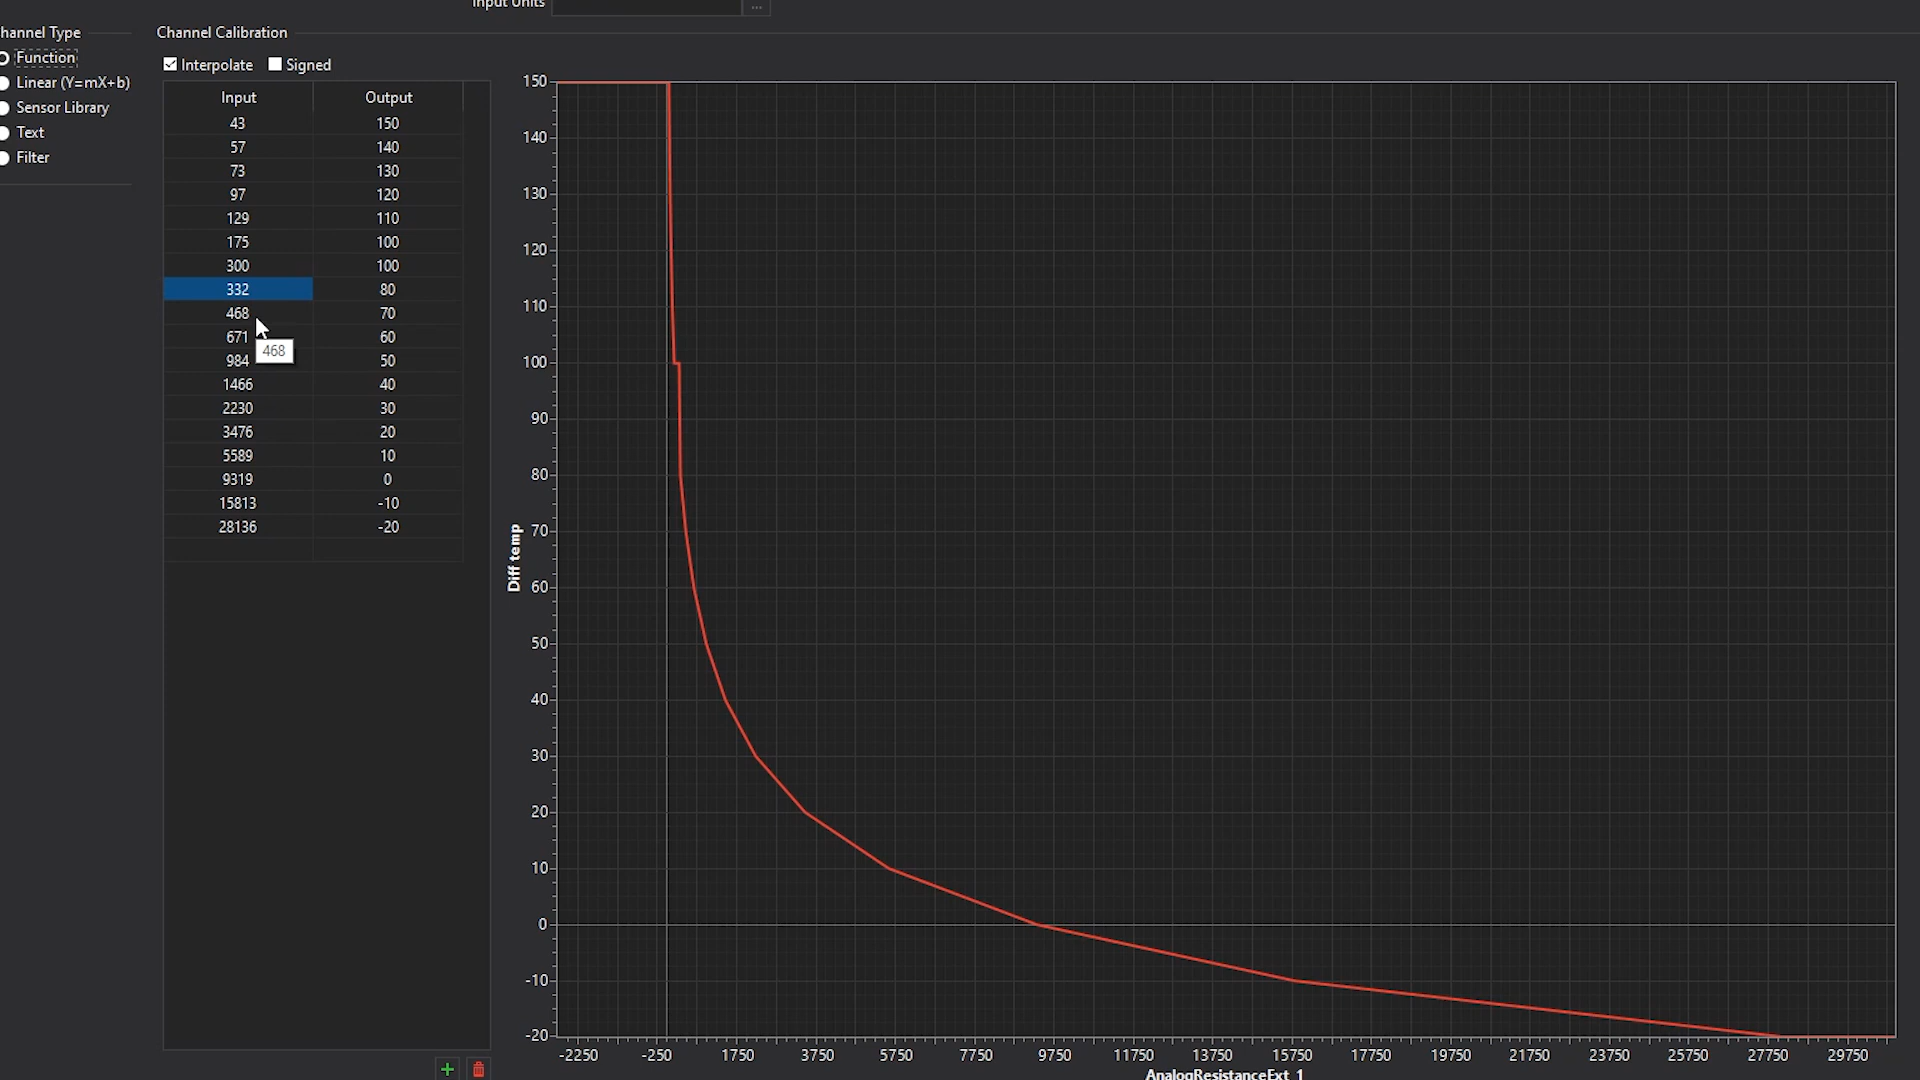 Input Units
...
hannel Type
Function
Linear (Y=mX+b)
Sensor Library
Text
Filter
Channel Calibration
Interpolate Signed
Input Output
43 150
57 140
73 130
97 120
129 110
175 100
300 100
332 80
468 70
671 60
468
984 50
1466 40
2230 30
3476 20
5589 10
9319 0
15813 -10
28136 -20
150
140
130
120
110
100
90
80
70
60
50
40
30
20
10
0
-10
-20
Diff temp
-2250 -250 1750 3750 5750 7750 9750 11750 13750 15750 17750 19750 21750 23750 25750 27750 29750
AnalogResistanceExt_1